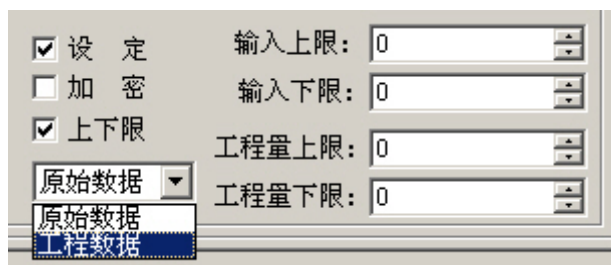 设 定
加 密
上下限
原始数据
原始数据
工程数据
输入上限: 0
输入下限: 0
工程量上限: 0
工程量下限: 0